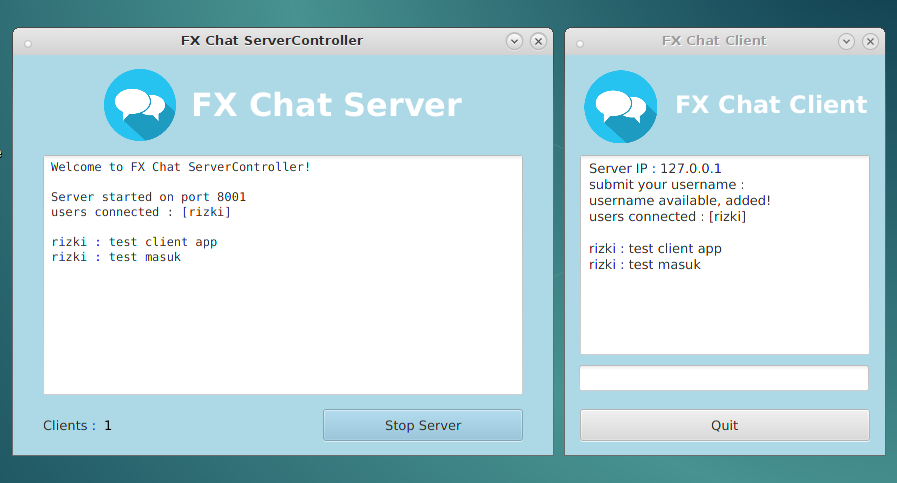 FX Chat ServerController
FX Chat Server
Welcome to FX Chat ServerController!
Server started on port 8001
users connected : [rizki]
rizki : test client app
rizki : test masuk
Clients : 1
Stop Server
FX Chat Client
FX Chat Client
Server IP : 127.0.0.1
submit your username :
username available, added!
users connected : [rizki]
rizki : test client app
rizki : test masuk
Quit